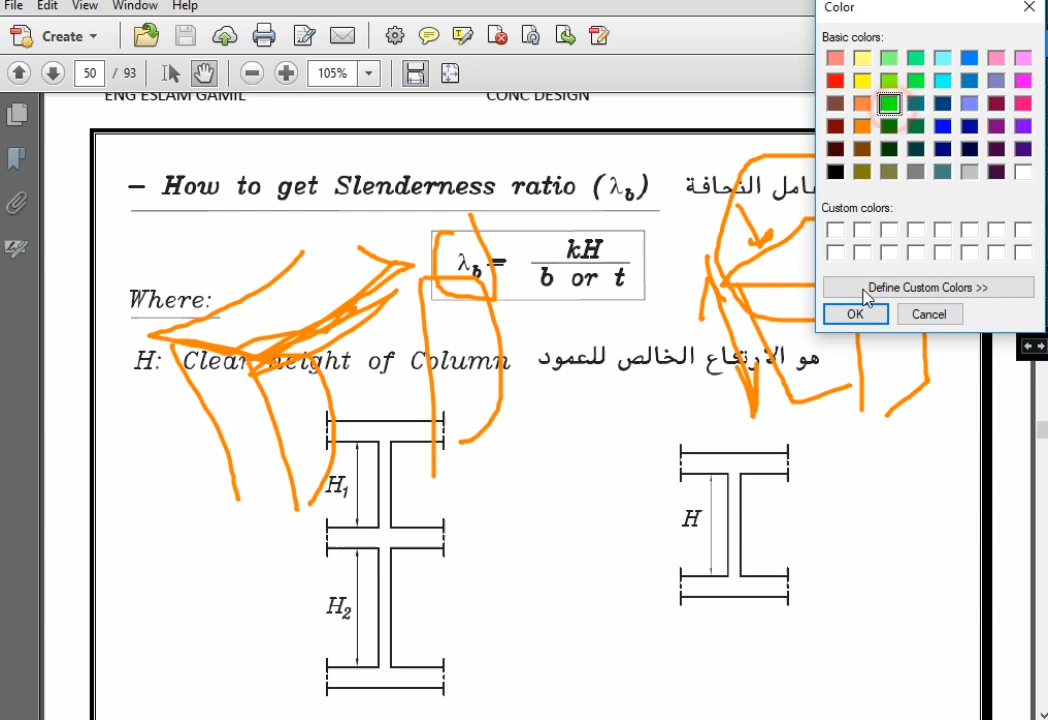 File Edit View Window Help
Create
50 / 93 105%
ENG ESLAM GAMIL CONC DESIGN
- How to get Slenderness ratio (λb)
λb = kH / b or t
Where:
H: Clear height of Column هو الارتفاع الخالص للعمود
H1
H
H2
Color
Basic colors:
Custom colors:
Define Custom Colors >>
OK Cancel